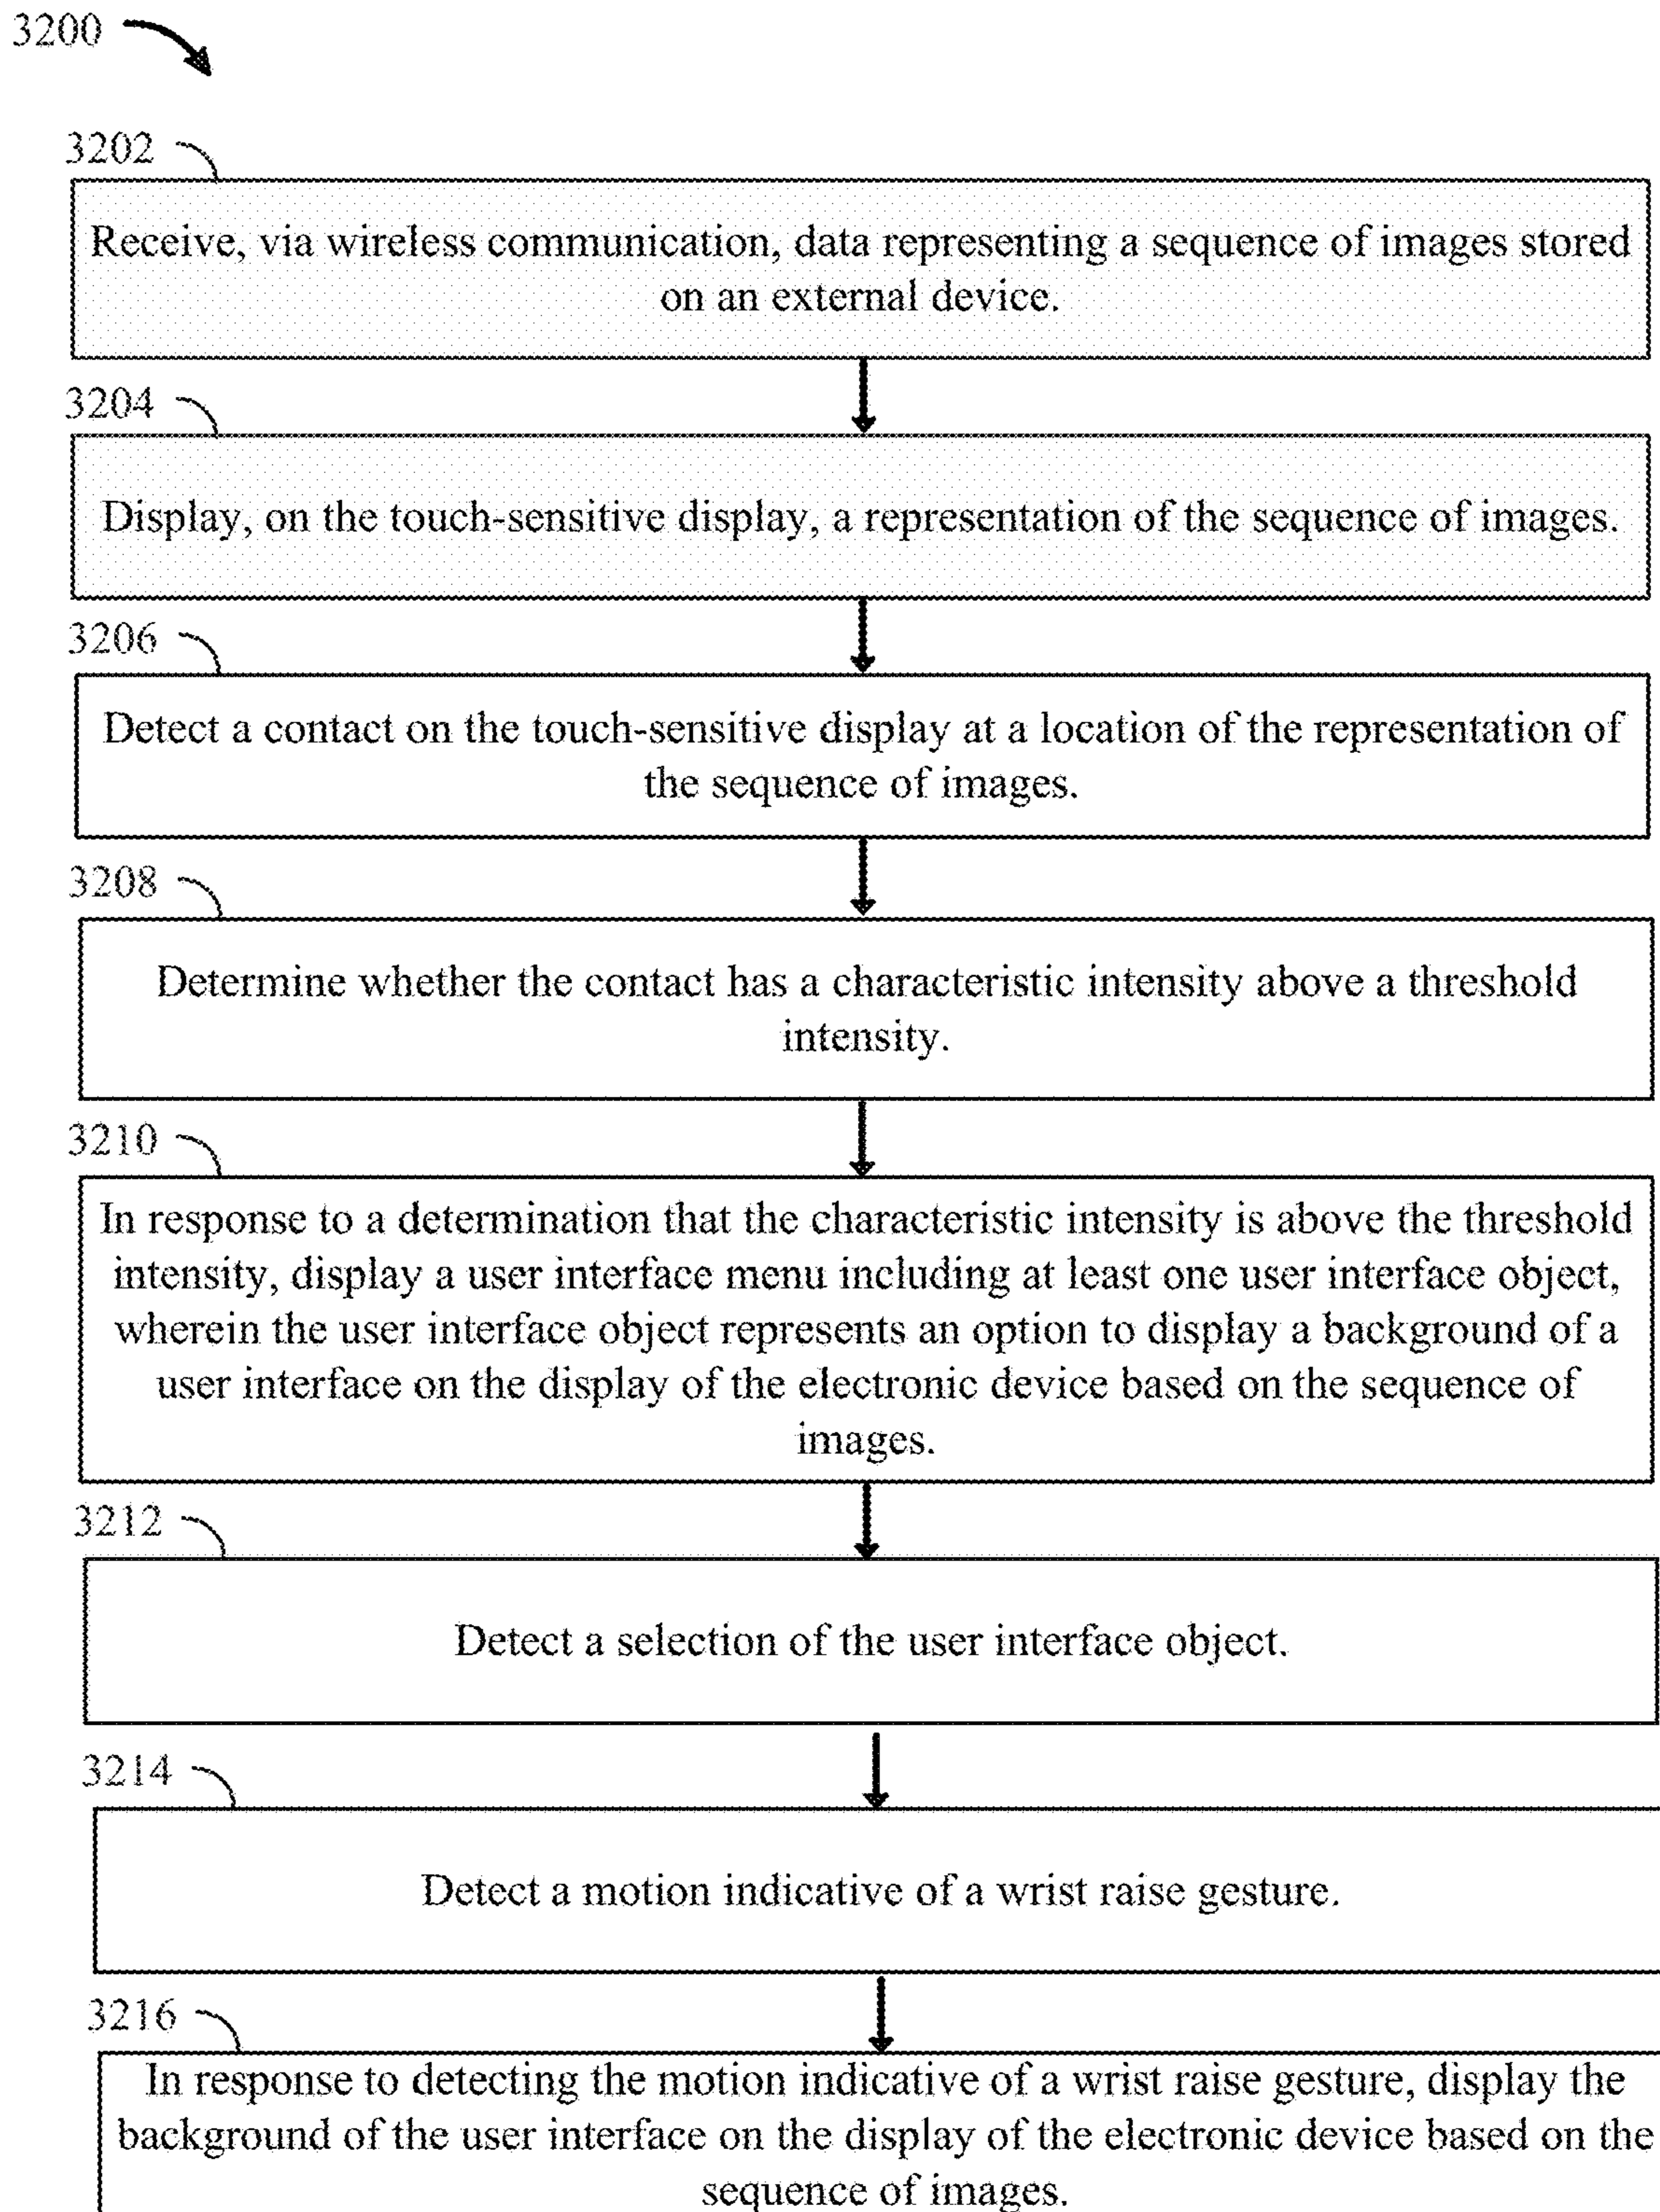 3200
3202
Receive, via wireless communication, data representing a sequence of images stored
on an external device.
3204
Display, on the touch-sensitive display, a representation of the sequence of images.
3206
Detect a contact on the touch-sensitive display at a location of the representation of
the sequence of images.
3208
Determine whether the contact has a characteristic intensity above a threshold
intensity.
3210
In response to a determination that the characteristic intensity is above the threshold
intensity, display a user interface menu including at least one user interface object,
wherein the user interface object represents an option to display a background of a
user interface on the display of the electronic device based on the sequence of
images.
3212
Detect a selection of the user interface object.
3214
Detect a motion indicative of a wrist raise gesture.
3216
In response to detecting the motion indicative of a wrist raise gesture, display the
background of the user interface on the display of the electronic device based on the
sequence of images.